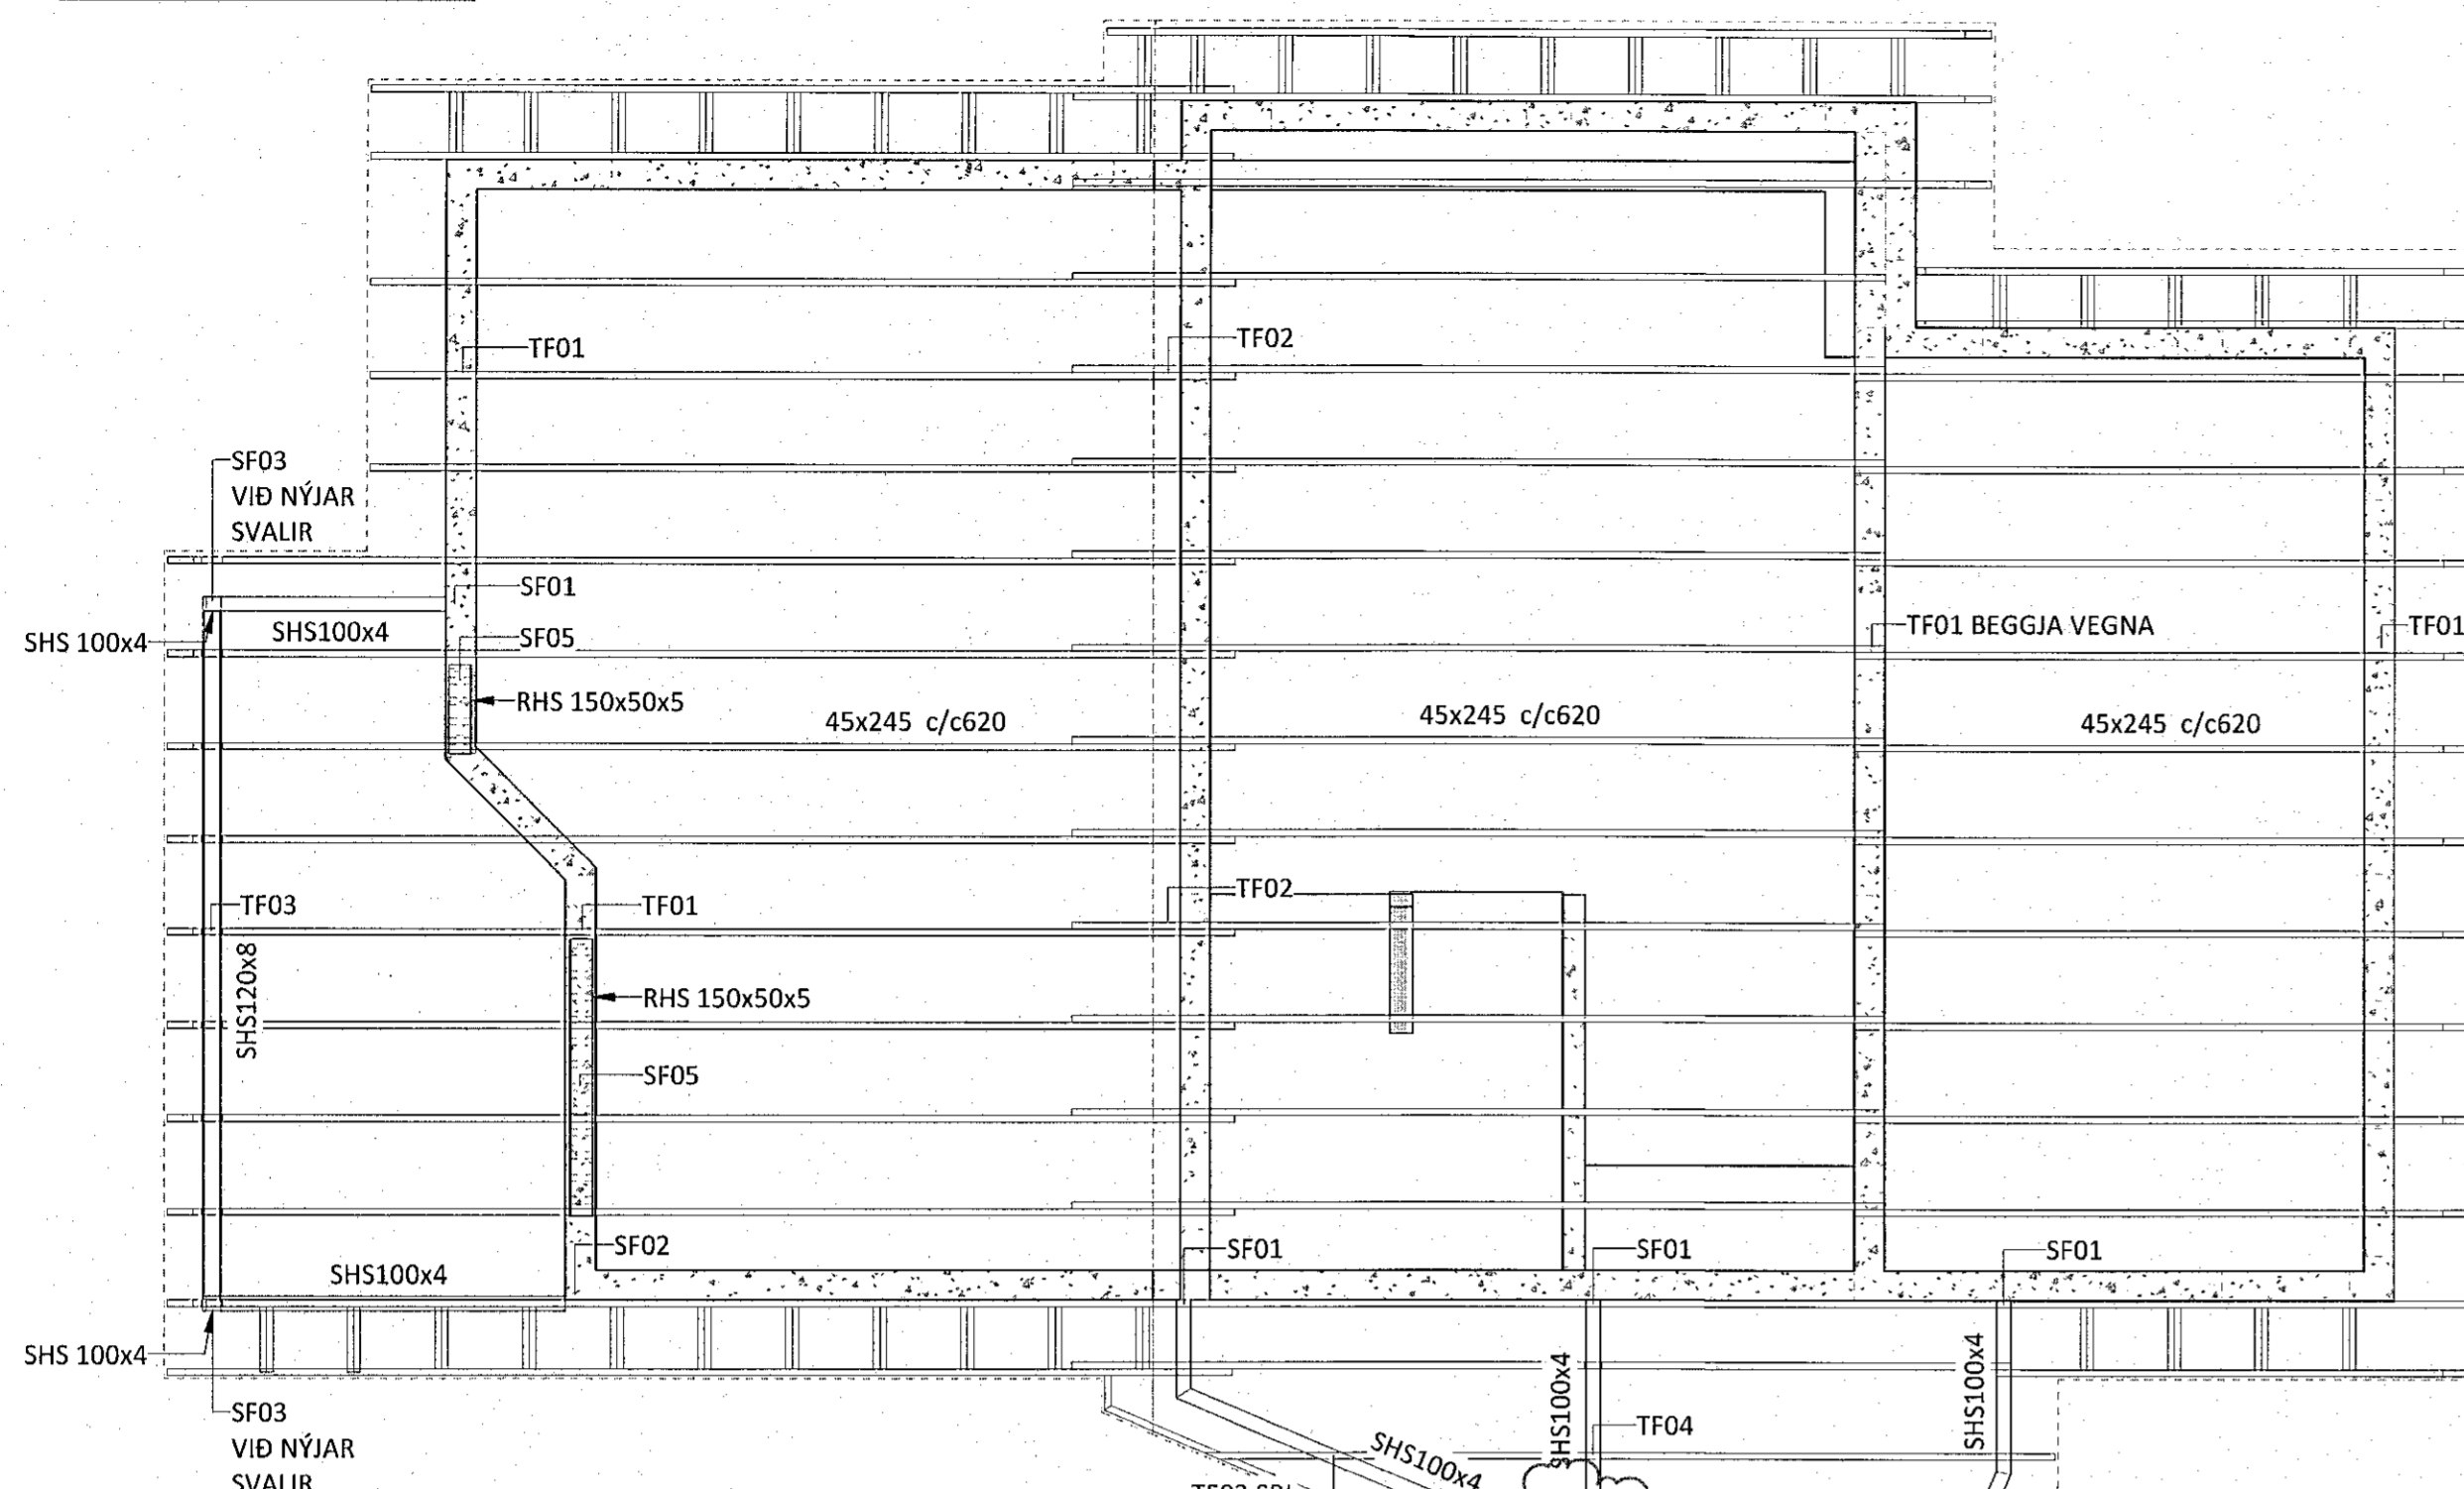 TF01
TF02
SF03
VIÐ NÝJAR
SVALIR
SF01
SHS 100x4
SHS100x4
SF05
TF01 BEGGJA VEGNA
TF01
RHS 150x50x5
45x245 c/c620
45x245 c/c620
45x245 c/c620
TF03
TF01
TF02
SHS120x8
RHS 150x50x5
SF05
SF02
SF01
SF01
SF01
SHS100x4
SHS 100x4
SHS100x4
SHS100x4
SF03
VIÐ NÝJAR
SVALIR
TF04
SHS100x4